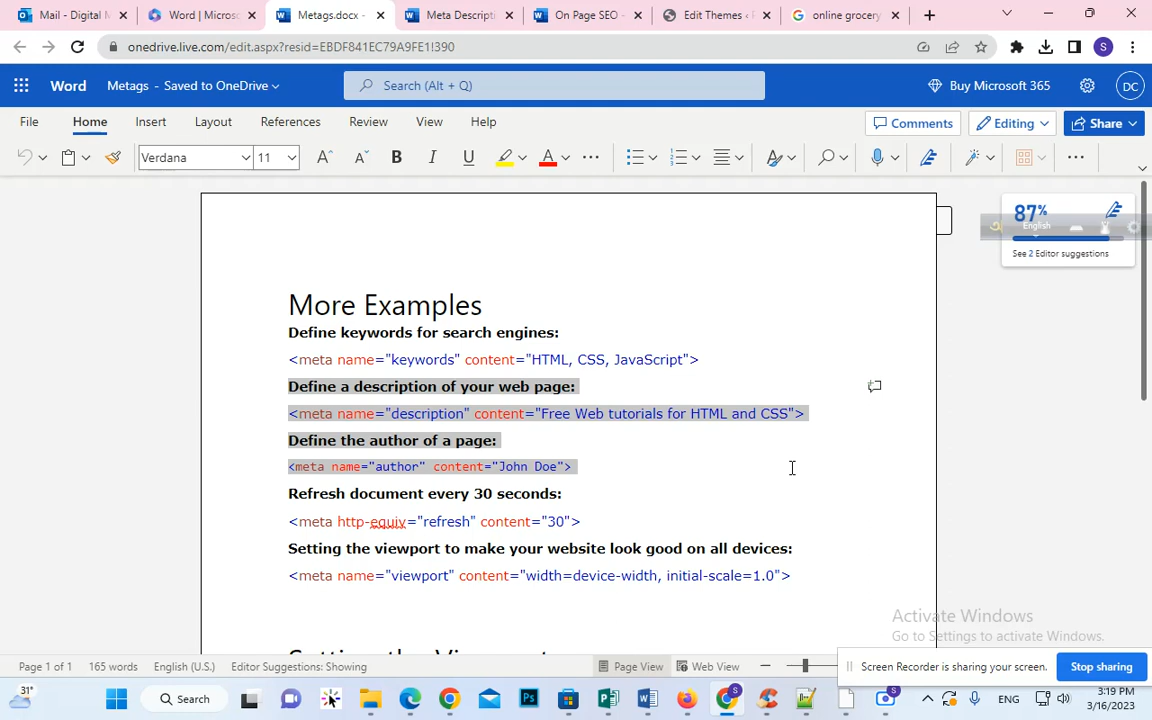 Mail - Digital M
Word | Microso
Metags.docx -
Meta Descripti
On Page SEO -
Edit Themes ‹
online grocery
onedrive.live.com/edit.aspx?resid=EBDF841EC79A9FE1!390
S
Word
Metags - Saved to OneDrive
Search (Alt + Q)
Buy Microsoft 365
DC
File
Home
Insert
Layout
References
Review
View
Help
Comments
Editing
Share
Verdana
11
87%
English
See 2 Editor suggestions
More Examples
Define keywords for search engines:
<meta name="keywords" content="HTML, CSS, JavaScript">
Define a description of your web page:
<meta name="description" content="Free Web tutorials for HTML and CSS">
Define the author of a page:
<meta name="author" content="John Doe">
Refresh document every 30 seconds:
<meta http-equiv="refresh" content="30">
Setting the viewport to make your website look good on all devices:
<meta name="viewport" content="width=device-width, initial-scale=1.0">
Activate Windows
Go to Settings to activate Windows.
Page 1 of 1
165 words
English (U.S.)
Editor Suggestions: Showing
Page View
Web View
Screen Recorder is sharing your screen.
Stop sharing
31°
Search
ENG
3:19 PM
3/16/2023